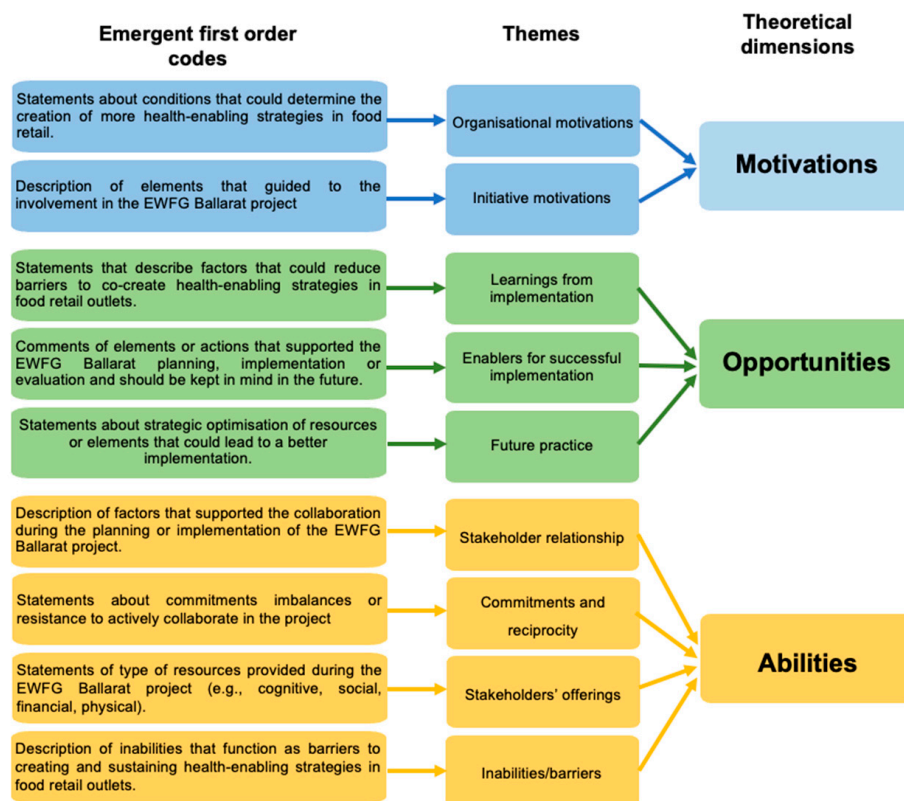 Emergent first order
codes
Themes
Theoretical
dimensions
Statements about conditions that could determine the
creation of more health-enabling strategies in food
retail.
Organisational motivations
Motivations
Description of elements that guided to the
involvement in the EWFG Ballarat project
Initiative motivations
Statements that describe factors that could reduce
barriers to co-create health-enabling strategies in
food retail outlets.
Learnings from
implementation
Comments of elements or actions that supported the
EWFG Ballarat planning, implementation or
evaluation and should be kept in mind in the future.
Enablers for successful
implementation
Opportunities
Statements about strategic optimisation of resources
or elements that could lead to a better
implementation.
Future practice
Description of factors that supported the collaboration
during the planning or implementation of the EWFG
Ballarat project.
Stakeholder relationship
Statements about commitments imbalances or
resistance to actively collaborate in the project
Commitments and
reciprocity
Abilities
Statements of type of resources provided during the
EWFG Ballarat project (e.g., cognitive, social,
financial, physical).
Stakeholders' offerings
Description of inabilities that function as barriers to
creating and sustaining health-enabling strategies in
food retail outlets.
Inabilities/barriers